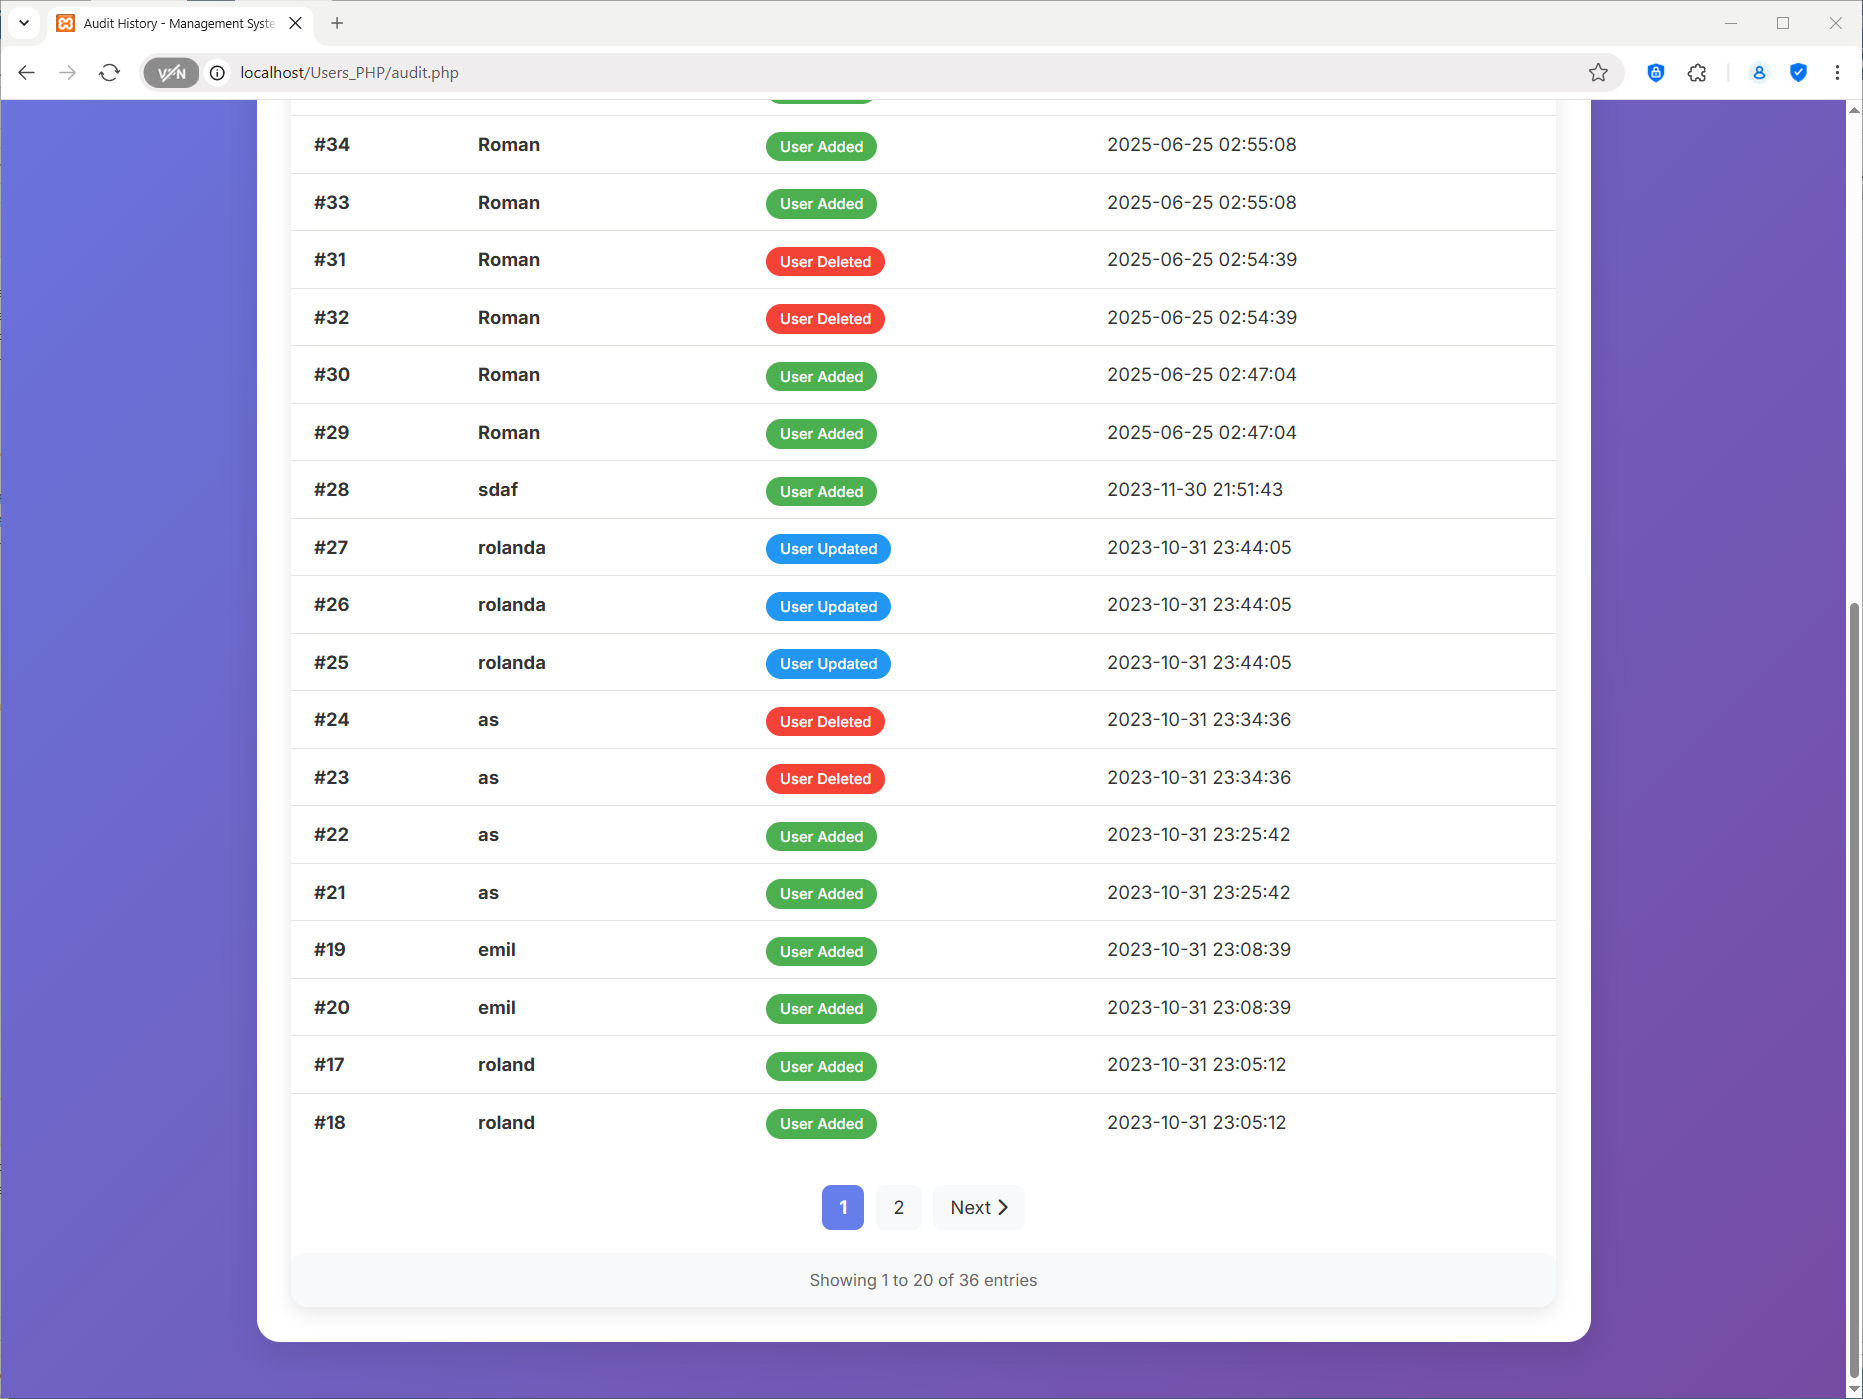 Audit History - Management Syste
VPN
localhost/Users_PHP/audit.php
#34 Roman User Added 2025-06-25 02:55:08
#33 Roman User Added 2025-06-25 02:55:08
#31 Roman User Deleted 2025-06-25 02:54:39
#32 Roman User Deleted 2025-06-25 02:54:39
#30 Roman User Added 2025-06-25 02:47:04
#29 Roman User Added 2025-06-25 02:47:04
#28 sdaf User Added 2023-11-30 21:51:43
#27 rolanda User Updated 2023-10-31 23:44:05
#26 rolanda User Updated 2023-10-31 23:44:05
#25 rolanda User Updated 2023-10-31 23:44:05
#24 as User Deleted 2023-10-31 23:34:36
#23 as User Deleted 2023-10-31 23:34:36
#22 as User Added 2023-10-31 23:25:42
#21 as User Added 2023-10-31 23:25:42
#19 emil User Added 2023-10-31 23:08:39
#20 emil User Added 2023-10-31 23:08:39
#17 roland User Added 2023-10-31 23:05:12
#18 roland User Added 2023-10-31 23:05:12
1 2 Next
Showing 1 to 20 of 36 entries